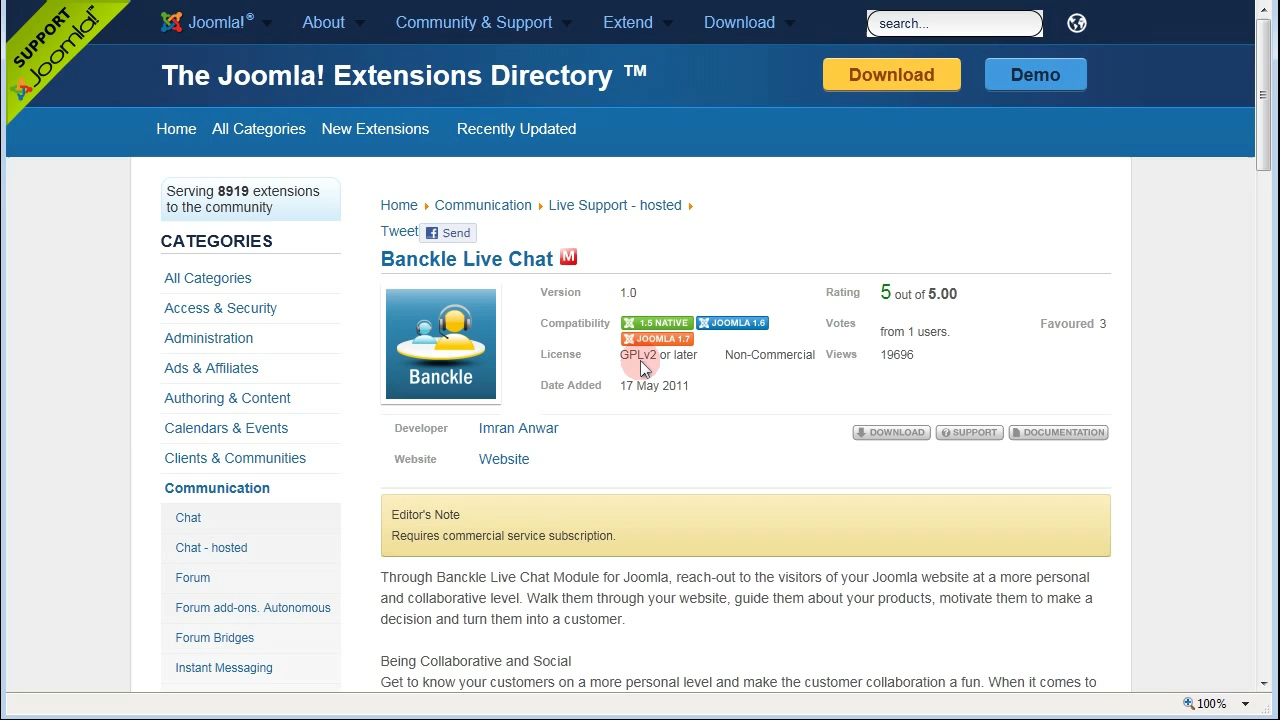 SUPPORT
Joomla!™
Joomla!® About Community & Support Extend Download search...
The Joomla! Extensions Directory ™ Download Demo
Home All Categories New Extensions Recently Updated
Serving 8919 extensions
to the community
CATEGORIES
All Categories
Access & Security
Administration
Ads & Affiliates
Authoring & Content
Calendars & Events
Clients & Communities
Communication
Chat
Chat - hosted
Forum
Forum add-ons. Autonomous
Forum Bridges
Instant Messaging
Home Communication Live Support - hosted
Tweet Send
Banckle Live Chat M
Banckle
Version 1.0 Rating 5 out of 5.00
Compatibility 1.5 NATIVE JOOMLA 1.6 Votes from 1 users. Favoured 3
JOOMLA 1.7
License GPLv2 or later Non-Commercial Views 19696
Date Added 17 May 2011
Developer Imran Anwar DOWNLOAD SUPPORT DOCUMENTATION
Website Website
Editor's Note
Requires commercial service subscription.
Through Banckle Live Chat Module for Joomla, reach-out to the visitors of your Joomla website at a more personal
and collaborative level. Walk them through your website, guide them about your products, motivate them to make a
decision and turn them into a customer.
Being Collaborative and Social
Get to know your customers on a more personal level and make the customer collaboration a fun. When it comes to
100%